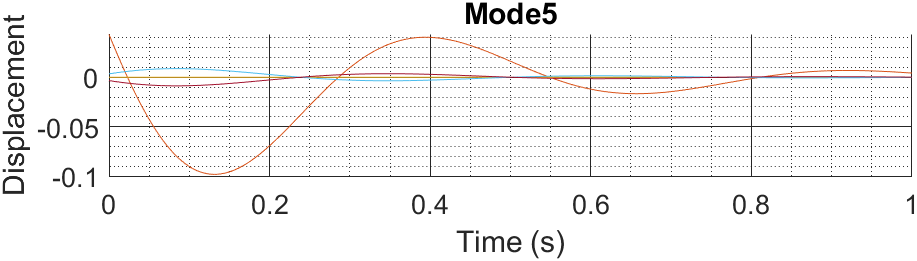 Mode5
Displacement
0
-0.05
-0.1
0 0.2 0.4 0.6 0.8 1
Time (s)